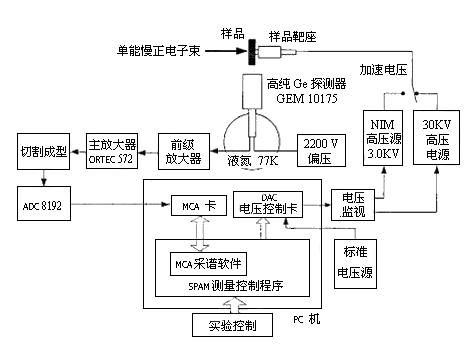 样品
样品靶座
单能慢正电子束
加速电压
高纯 Ge 探测器
GEM 10175
NIM
高压源
3.0KV
30KV
高压
电源
切割成型
主放大器
ORTEC 572
前级
放大器
液氮 77K
2200 V
偏压
ADC 8192
MCA 卡
DAC
电压控制卡
电压
监视
MCA 采谱软件
SPAM 测量控制程序
标准
电压源
PC 机
实验控制